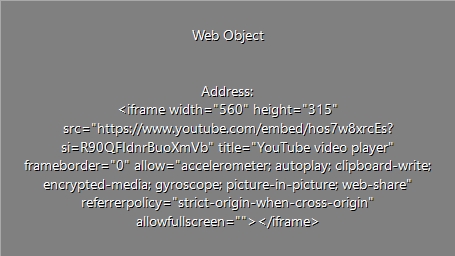 Web Object
Address:
<iframe width="560" height="315"
src="https://www.youtube.com/embed/hos7w8xrcEs?
si=R90QFIdnrBuoXmVb" title="YouTube video player"
frameborder="0" allow="accelerometer; autoplay; clipboard-write;
encrypted-media; gyroscope; picture-in-picture; web-share"
referrerpolicy="strict-origin-when-cross-origin"
allowfullscreen=""></iframe>